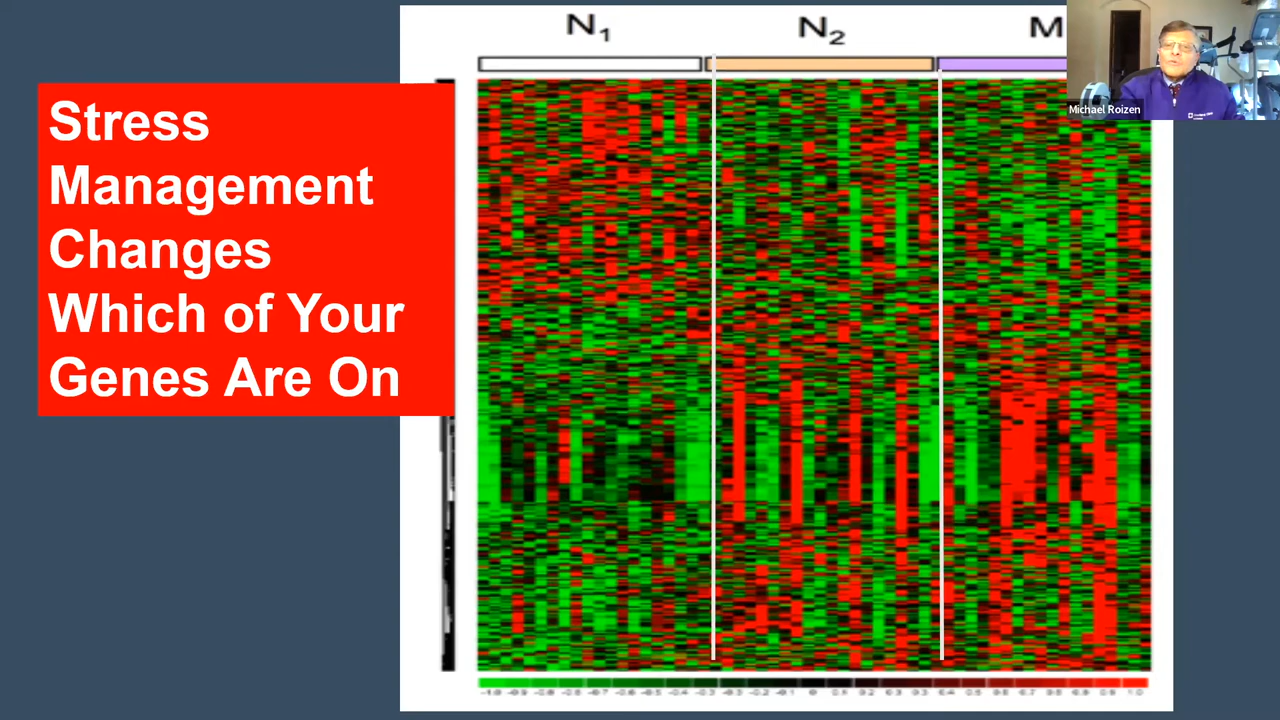 N₁
N₂
M
Michael Roizen
Stress
Management
Changes
Which of Your
Genes Are On